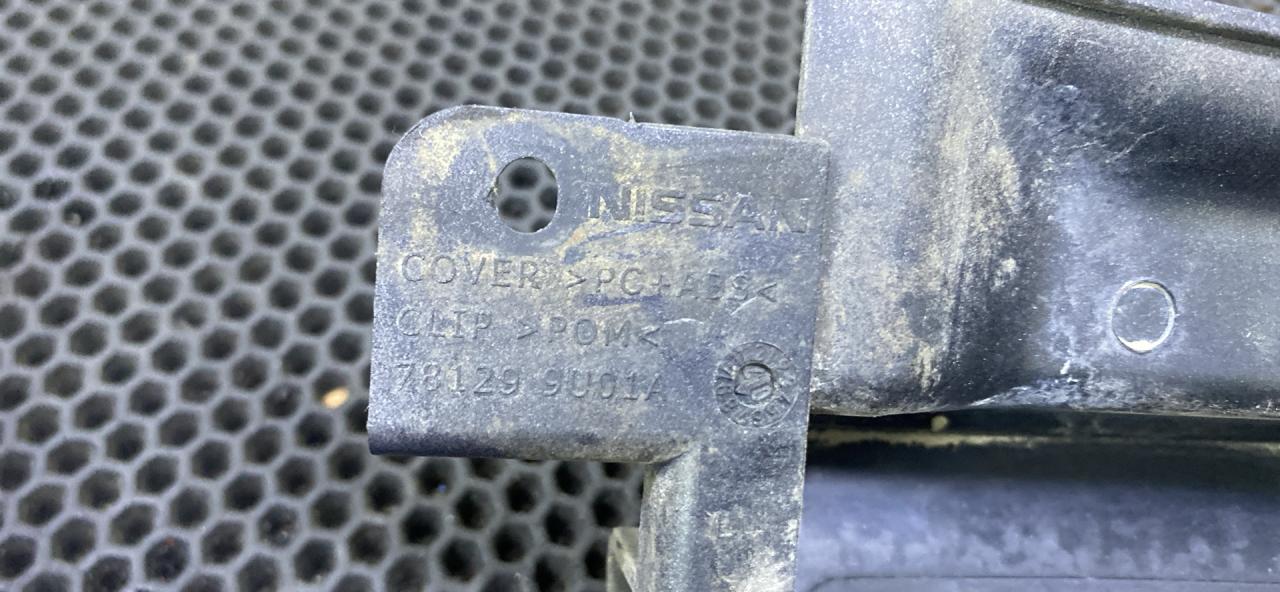 NISSAN
COVER >PC+ABS<
CLIP >POM<
78129 9U01A